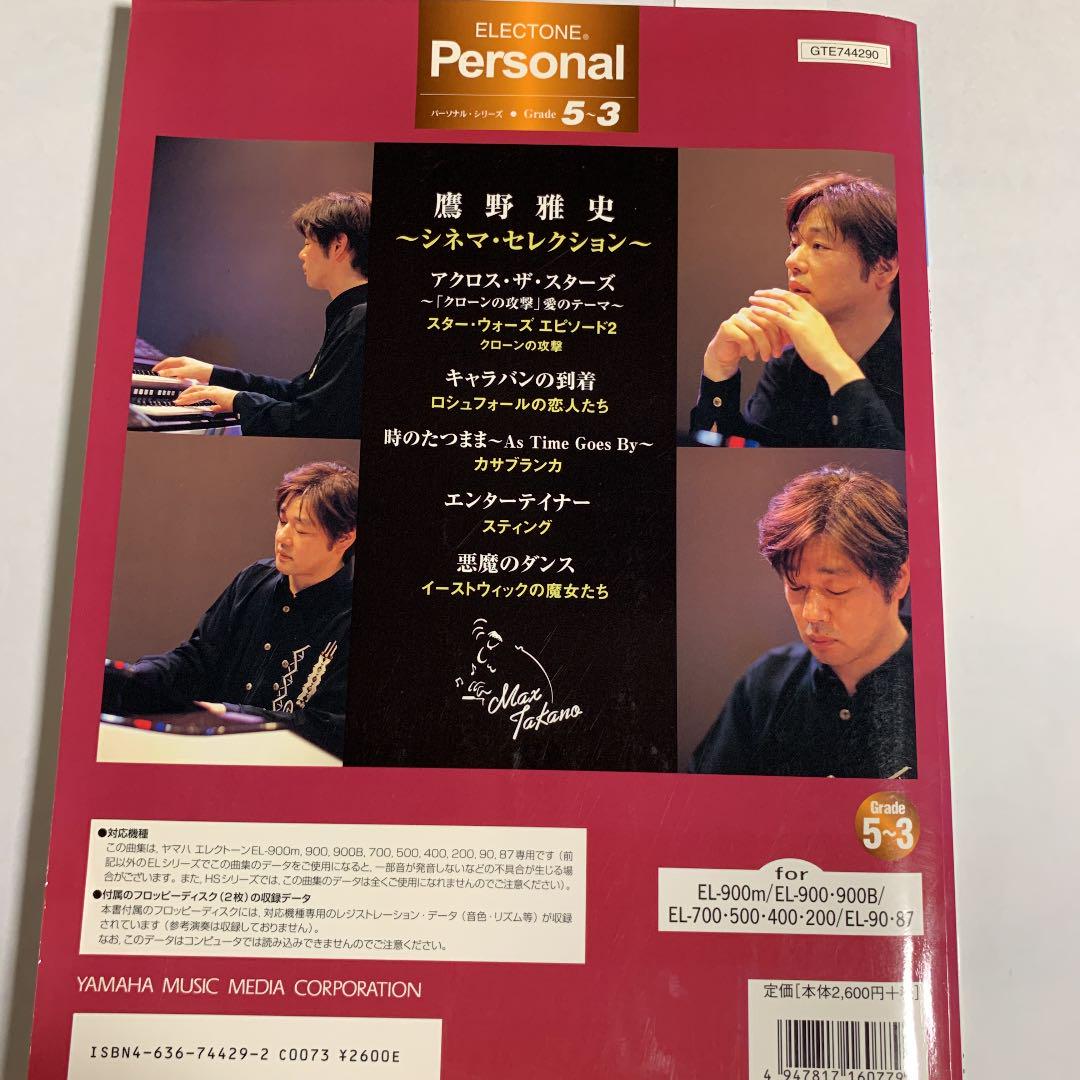 ELECTONE®
Personal
パーソナル・シリーズ ● Grade 5~3
GTE744290
鷹野雅史
~シネマ・セレクション~
アクロス・ザ・スターズ
~「クローンの攻撃」愛のテーマ~
スター・ウォーズ エピソード2
クローンの攻撃
キャラバンの到着
ロシュフォールの恋人たち
時のたつまま~As Time Goes By~
カサブランカ
エンターテイナー
スティング
悪魔のダンス
イーストウィックの魔女たち
Max
Takano
Grade
5~3
●対応機種
この曲集は、ヤマハ エレクトーンEL-900m, 900, 900B, 700, 500, 400, 200, 90, 87専用です(前
記以外のELシリーズでこの曲集のデータをご使用になると、一部音が発音しないなどの不具合が生じる場
合がございます。また、HSシリーズでは、この曲集のデータは全くご使用になれませんのでご注意ください)。
●付属のフロッピーディスク(2枚)の収録データ
本書付属のフロッピーディスクには、対応機種専用のレジストレーション・データ(音色・リズム等)が収録
されています(参考演奏は収録しておりません)。
なお、このデータはコンピュータでは読み込みできませんのでご注意ください。
for
EL-900m/EL-900・900B/
EL-700・500・400・200/EL-90・87
YAMAHA MUSIC MEDIA CORPORATION
定価[本体2,600円+税]
ISBN4-636-74429-2 C0073 ¥2600E
4 947817 160779